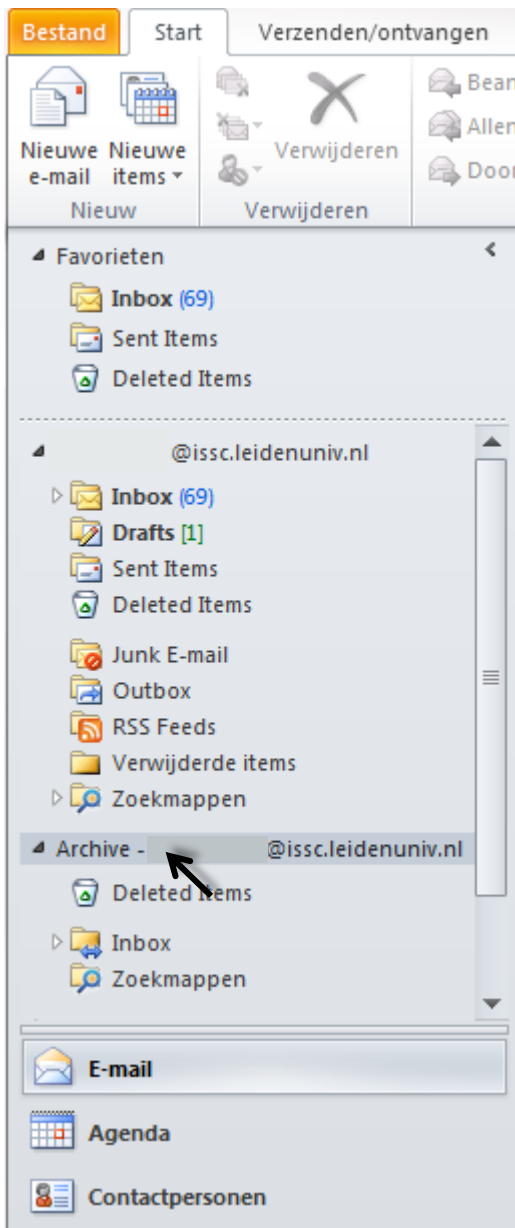 Bestand Start Verzenden/ontvangen
Nieuwe e-mail
Nieuwe items
Verwijderen
Nieuw
Verwijderen
Favorieten
Inbox (69)
Sent Items
Deleted Items
@issc.leidenuniv.nl
Inbox (69)
Drafts [1]
Sent Items
Deleted Items
Junk E-mail
Outbox
RSS Feeds
Verwijderde items
Zoekmappen
Archive - @issc.leidenuniv.nl
Deleted Items
Inbox
Zoekmappen
E-mail
Agenda
Contactpersonen